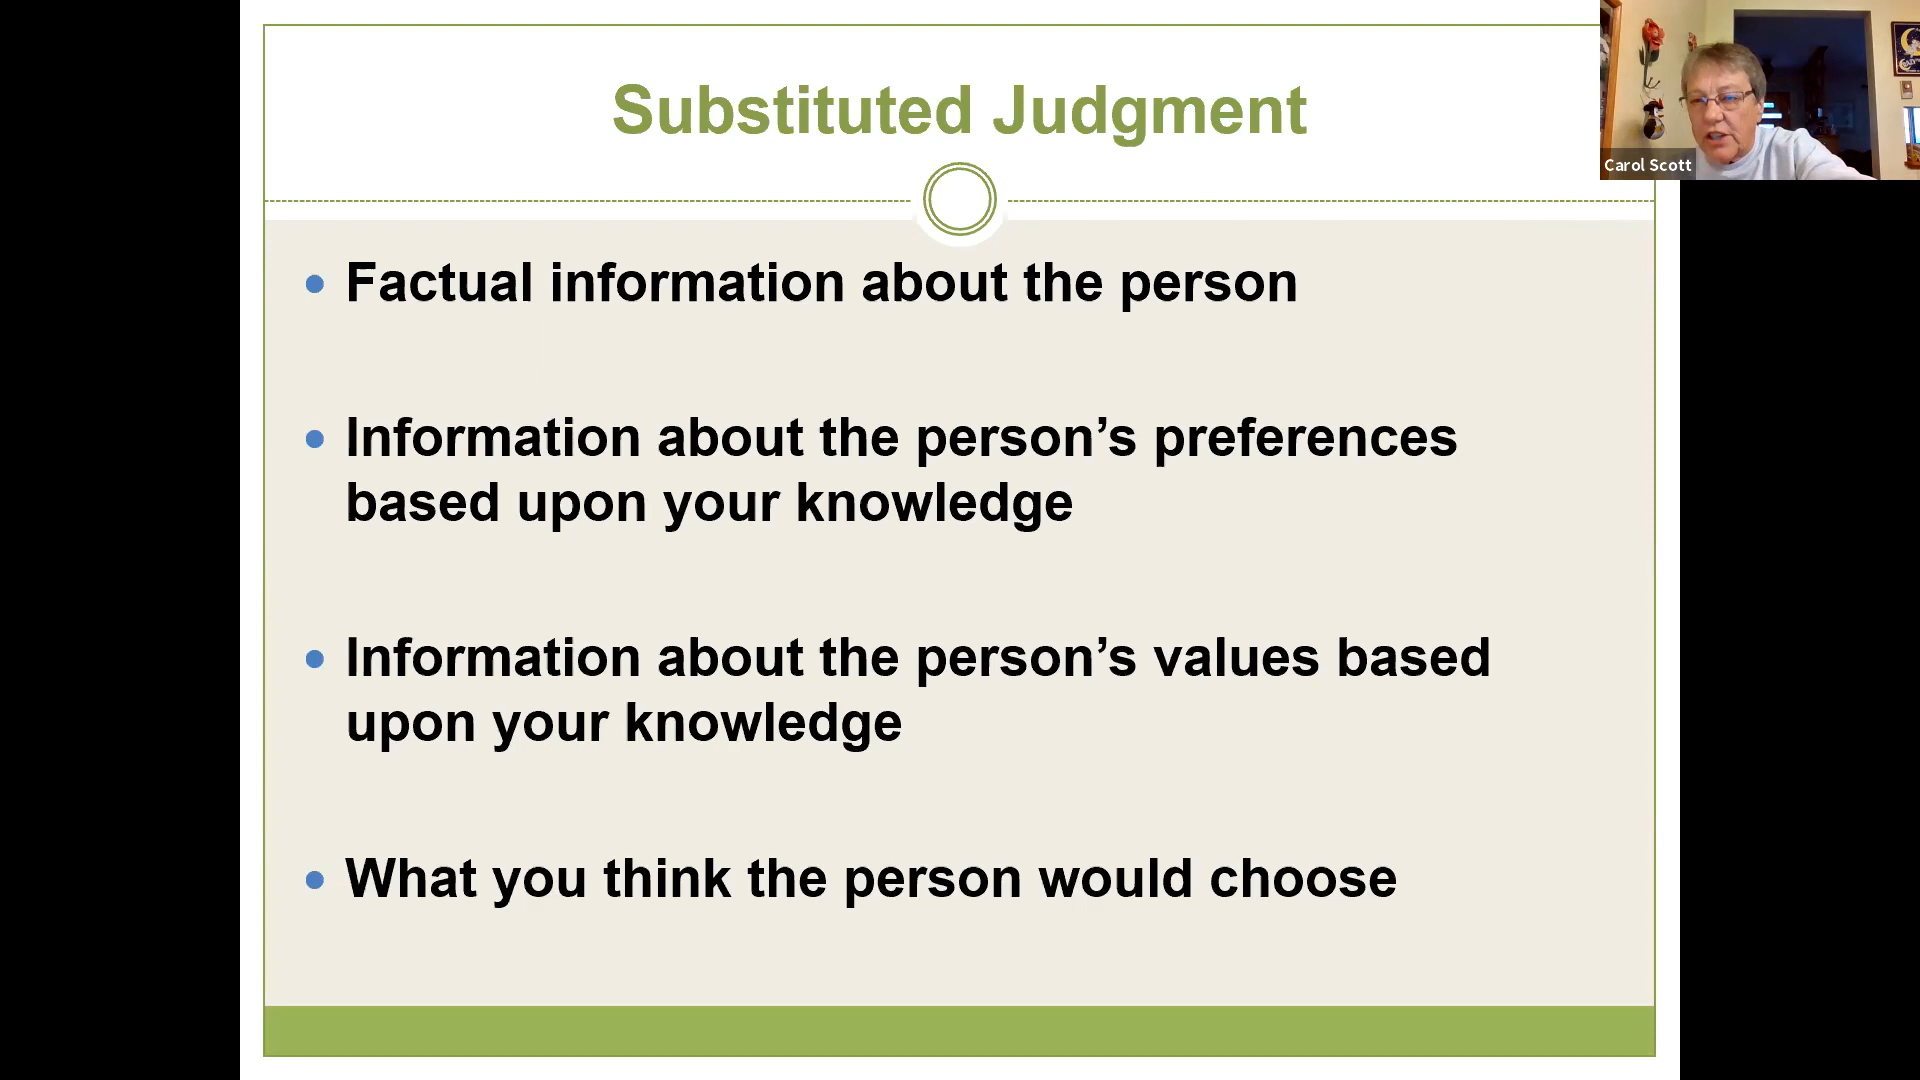 Substituted Judgment
Carol Scott
Factual information about the person
Information about the person’s preferences
based upon your knowledge
Information about the person’s values based
upon your knowledge
What you think the person would choose